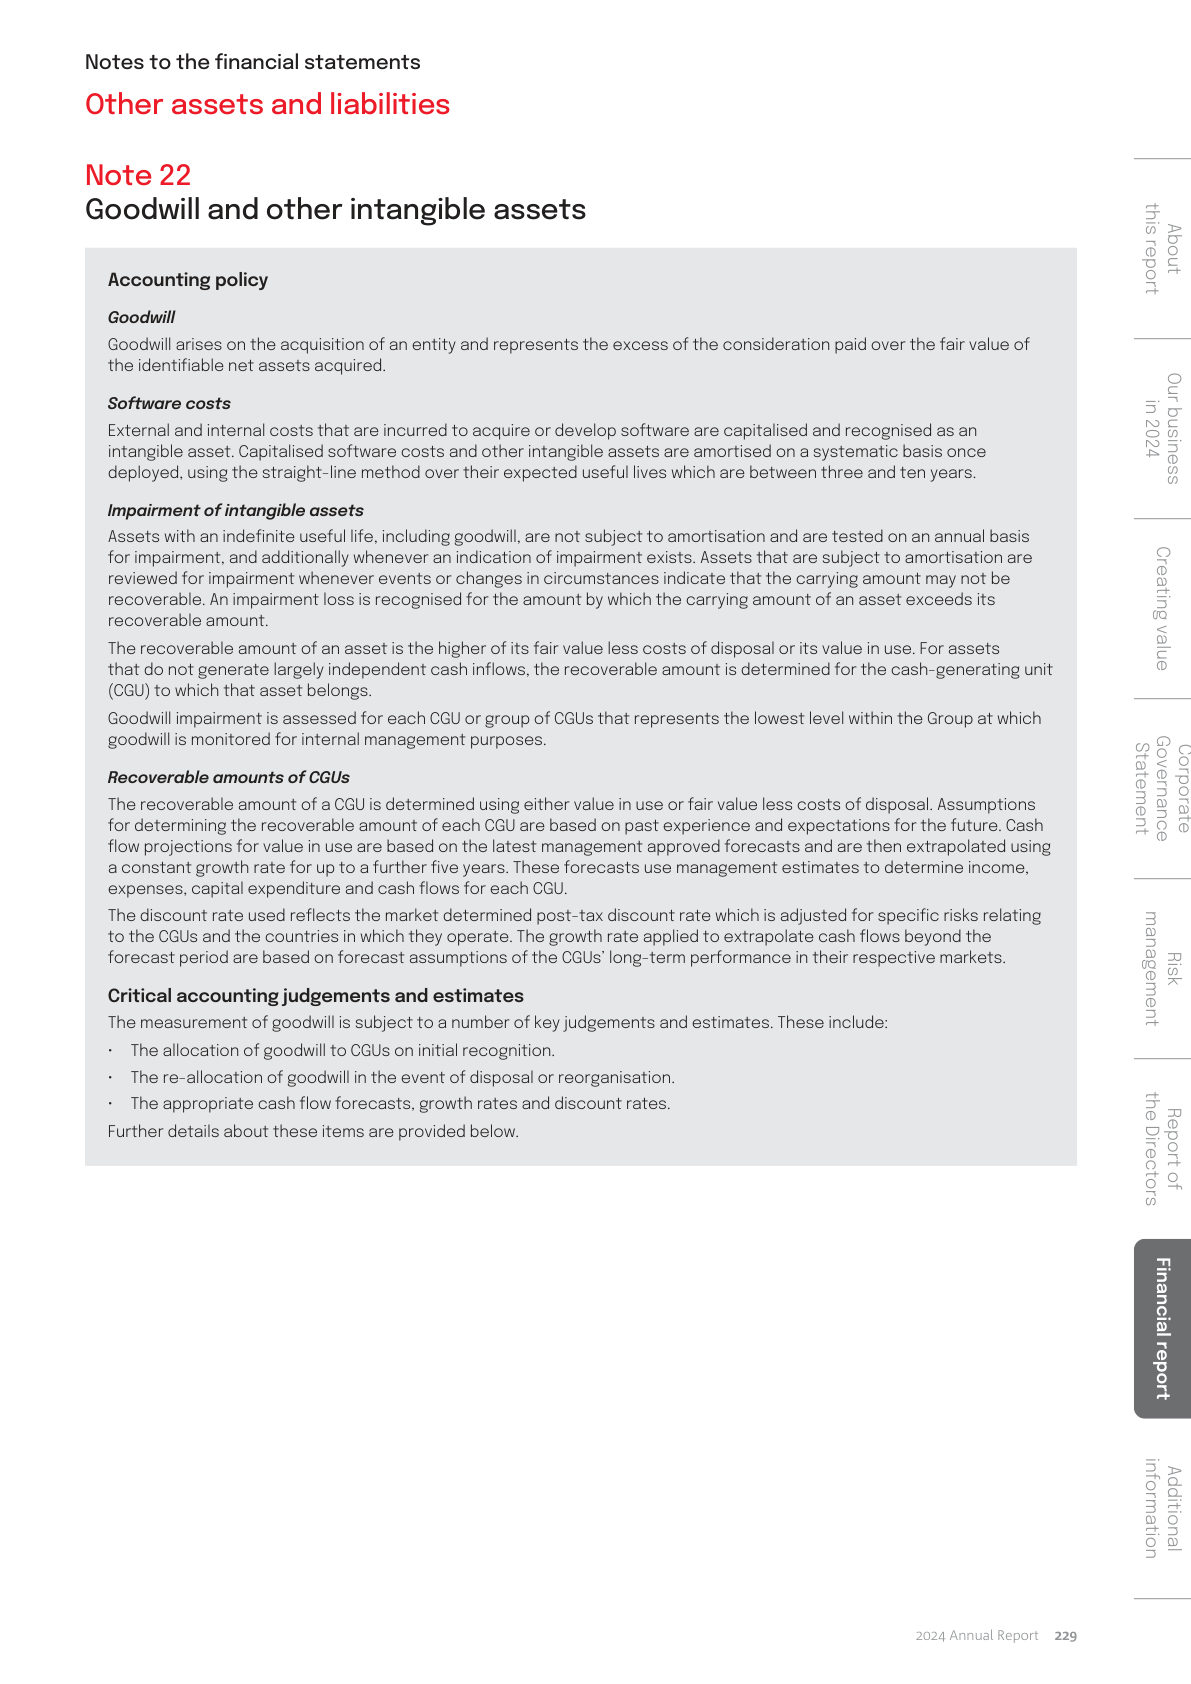 Notes to the financial statements
Other assets and liabilities
Note 22
Goodwill and other intangible assets
Accounting policy
Goodwill
Goodwill arises on the acquisition of an entity and represents the excess of the consideration paid over the fair value of
the identifiable net assets acquired.
Software costs
External and internal costs that are incurred to acquire or develop software are capitalised and recognised as an
intangible asset. Capitalised software costs and other intangible assets are amortised on a systematic basis once
deployed, using the straight-line method over their expected useful lives which are between three and ten years.
Impairment of intangible assets
Assets with an indefinite useful life, including goodwill, are not subject to amortisation and are tested on an annual basis
for impairment, and additionally whenever an indication of impairment exists. Assets that are subject to amortisation are
reviewed for impairment whenever events or changes in circumstances indicate that the carrying amount may not be
recoverable. An impairment loss is recognised for the amount by which the carrying amount of an asset exceeds its
recoverable amount.
The recoverable amount of an asset is the higher of its fair value less costs of disposal or its value in use. For assets
that do not generate largely independent cash inflows, the recoverable amount is determined for the cash-generating unit
(CGU) to which that asset belongs.
Goodwill impairment is assessed for each CGU or group of CGUs that represents the lowest level within the Group at which
goodwill is monitored for internal management purposes.
Recoverable amounts of CGUs
The recoverable amount of a CGU is determined using either value in use or fair value less costs of disposal. Assumptions
for determining the recoverable amount of each CGU are based on past experience and expectations for the future. Cash
flow projections for value in use are based on the latest management approved forecasts and are then extrapolated using
a constant growth rate for up to a further five years. These forecasts use management estimates to determine income,
expenses, capital expenditure and cash flows for each CGU.
The discount rate used reflects the market determined post-tax discount rate which is adjusted for specific risks relating
to the CGUs and the countries in which they operate. The growth rate applied to extrapolate cash flows beyond the
forecast period are based on forecast assumptions of the CGUs’ long-term performance in their respective markets.
Critical accounting judgements and estimates
The measurement of goodwill is subject to a number of key judgements and estimates. These include:
• The allocation of goodwill to CGUs on initial recognition.
• The re-allocation of goodwill in the event of disposal or reorganisation.
• The appropriate cash flow forecasts, growth rates and discount rates.
Further details about these items are provided below.
About
this report
Our business
in 2024
Creating value
Corporate
Governance
Statement
Risk
management
Report of
the Directors
Financial report
Additional
information
2024 Annual Report 229